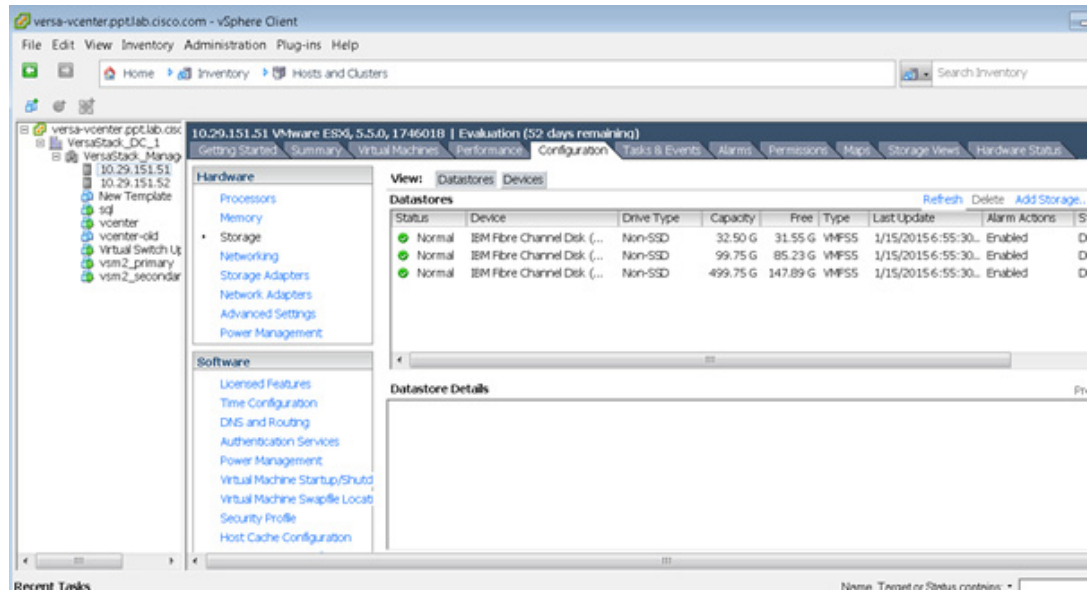 versa-vcenter.ppt.lab.cisco.com - vSphere Client
File Edit View Inventory Administration Plug-ins Help
Home Inventory Hosts and Clusters
Search Inventory
versa-vcenter.ppt.lab.cisc
VersaStack_DC_1
VersaStack_Manag
10.29.151.51
10.29.151.52
New Template
sql
vcenter
vcenter-old
Virtual Switch Up
vsm2_primary
vsm2_secondar
10.29.151.51 VMware ESXi, 5.5.0, 1746018 | Evaluation (52 days remaining)
Getting Started Summary Virtual Machines Performance Configuration Tasks & Events Alarms Permissions Maps Storage Views Hardware Status
Hardware
Processors
Memory
Storage
Networking
Storage Adapters
Network Adapters
Advanced Settings
Power Management
Software
Licensed Features
Time Configuration
DNS and Routing
Authentication Services
Power Management
Virtual Machine Startup/Shutd
Virtual Machine Swapfile Locati
Security Profile
Host Cache Configuration
View: Datastores Devices
Datastores
Refresh Delete Add Storage..
Status Device Drive Type Capacity Free Type Last Update Alarm Actions S
Normal IBM Fibre Channel Disk (... Non-SSD 32.50 G 31.55 G VMFS5 1/15/2015 6:55:30... Enabled D
Normal IBM Fibre Channel Disk (... Non-SSD 99.75 G 85.23 G VMFS5 1/15/2015 6:55:30... Enabled D
Normal IBM Fibre Channel Disk (... Non-SSD 499.75 G 147.89 G VMFS5 1/15/2015 6:55:30... Enabled D
Datastore Details
Pr
Recent Tasks
Name, Target or Status contains: